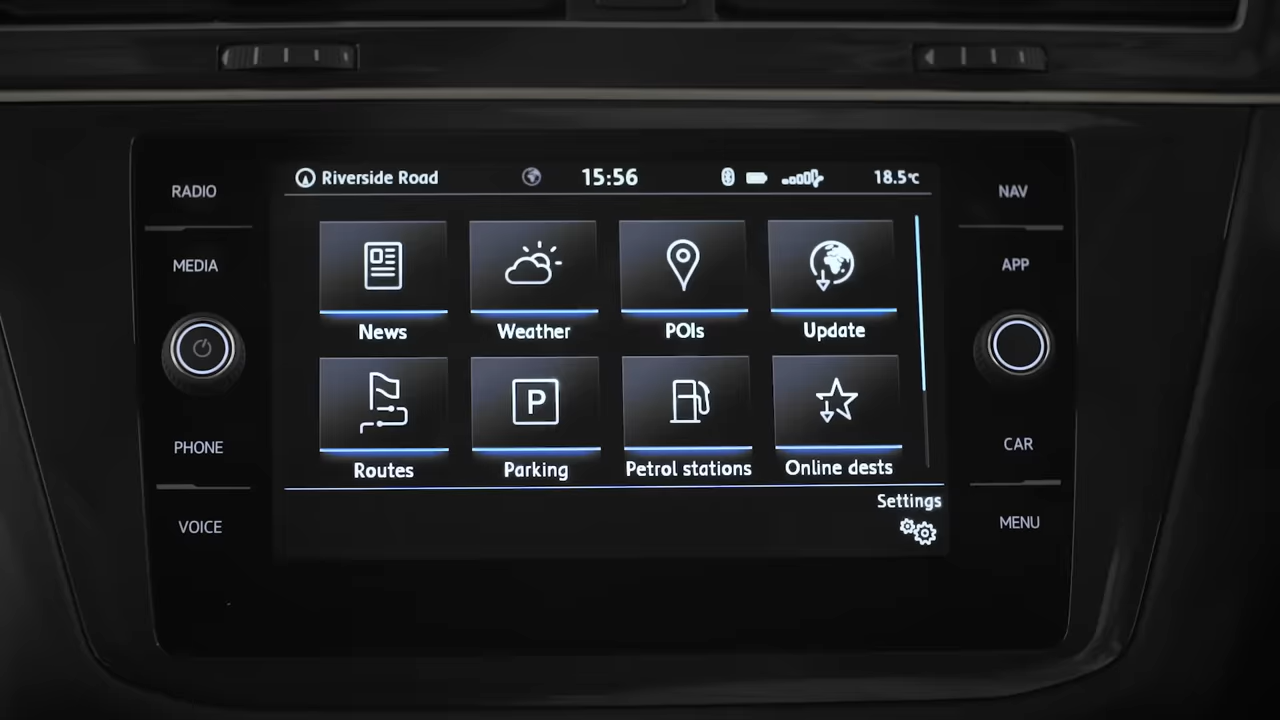 Riverside Road 15:56 18.5°C
RADIO
MEDIA
PHONE
VOICE
News Weather POIs Update
P
Routes Parking Petrol stations Online dests
Settings
NAV
APP
CAR
MENU